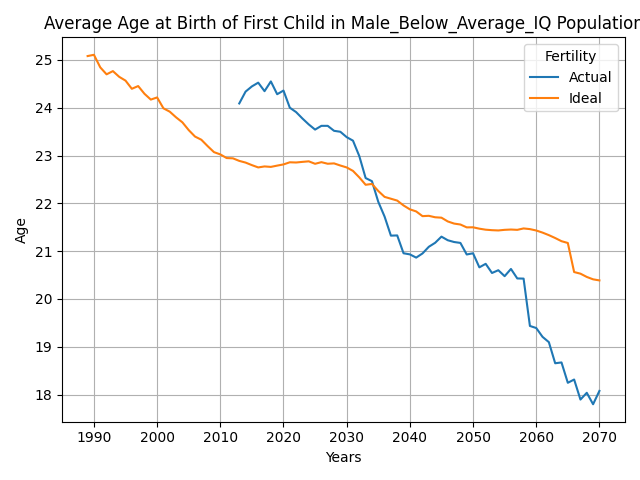 Average Age at Birth of First Child in Male_Below_Average_IQ Population
Fertility
Actual
Ideal
Age
25
24
23
22
21
20
19
18
1990
2000
2010
2020
2030
2040
2050
2060
2070
Years